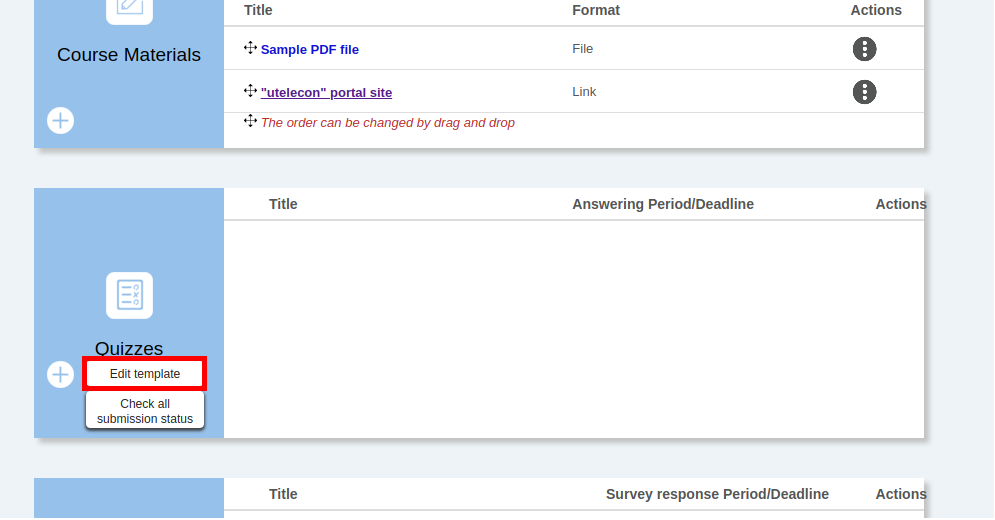 Title Format Actions
Course Materials
Sample PDF file File
"utelecon" portal site Link
The order can be changed by drag and drop
Title Answering Period/Deadline Actions
Quizzes
Edit template
Check all
submission status
Title Survey response Period/Deadline Actions